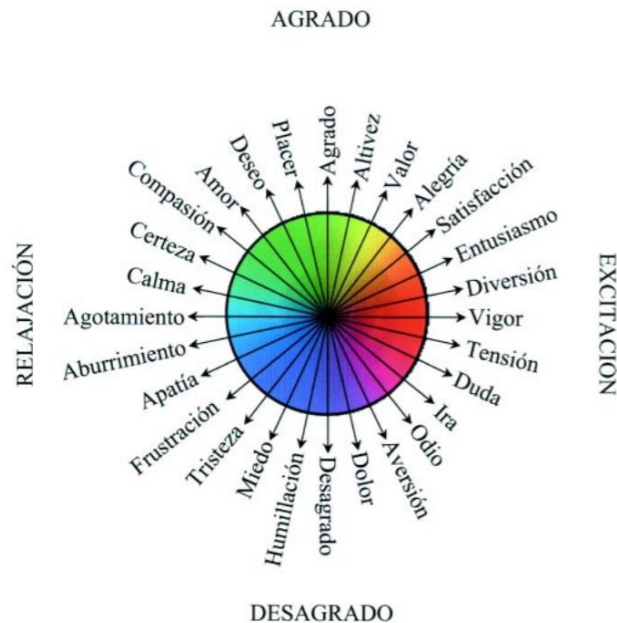 AGRADO
Agrado
Altivez
Valor
Alegría
Satisfacción
Entusiasmo
Diversión
Vigor
Tensión
Duda
Ira
Odio
Aversión
Dolor
Desagrado
Humillación
Miedo
Tristeza
Frustración
Apatía
Aburrimiento
Agotamiento
Calma
Certeza
Compasión
Amor
Deseo
Placer
RELAJACIÓN
EXCITACION
DESAGRADO